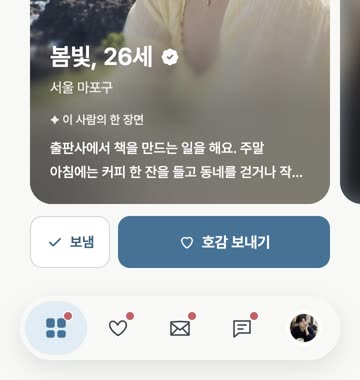 봄빛, 26세
서울 마포구
이 사람의 한 장면
출판사에서 책을 만드는 일을 해요. 주말
아침에는 커피 한 잔을 들고 동네를 걷거나 작...
보냄
호감 보내기